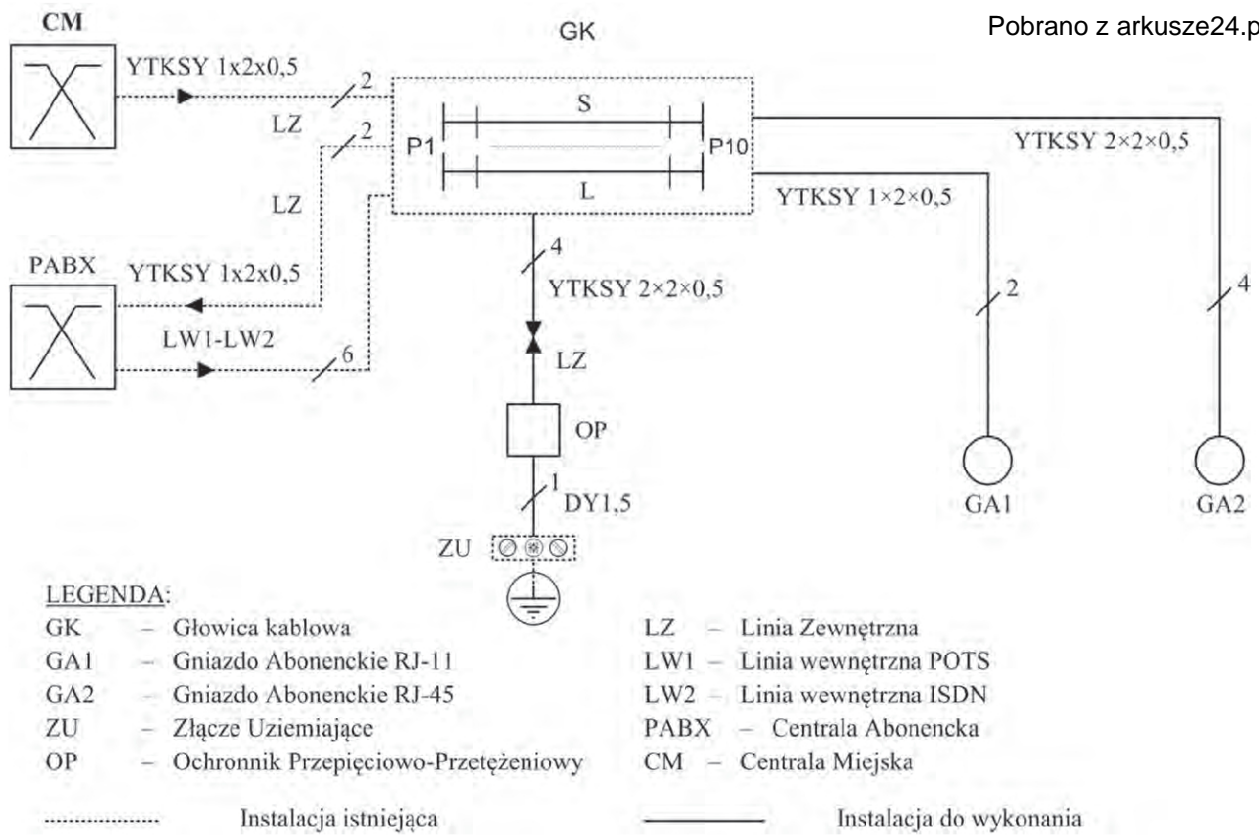 CM
GK
Pobrano z arkusze24.p
YTKSY 1x2x0,5
2
LZ
2
S
P1
P10
L
YTKSY 2×2×0,5
YTKSY 1×2×0,5
LZ
PABX
YTKSY 1x2x0,5
LW1-LW2
6
4
YTKSY 2×2×0,5
LZ
2
4
OP
1
DY1,5
ZU
GA1
GA2
LEGENDA:
GK – Głowica kablowa
GA1 – Gniazdo Abonenckie RJ-11
GA2 – Gniazdo Abonenckie RJ-45
ZU – Złącze Uziemiające
OP – Ochronnik Przepięciowo-Przetężeniowy
LZ – Linia Zewnętrzna
LW1 – Linia wewnętrzna POTS
LW2 – Linia wewnętrzna ISDN
PABX – Centrala Abonencka
CM – Centrala Miejska
Instalacja istniejąca
Instalacja do wykonania